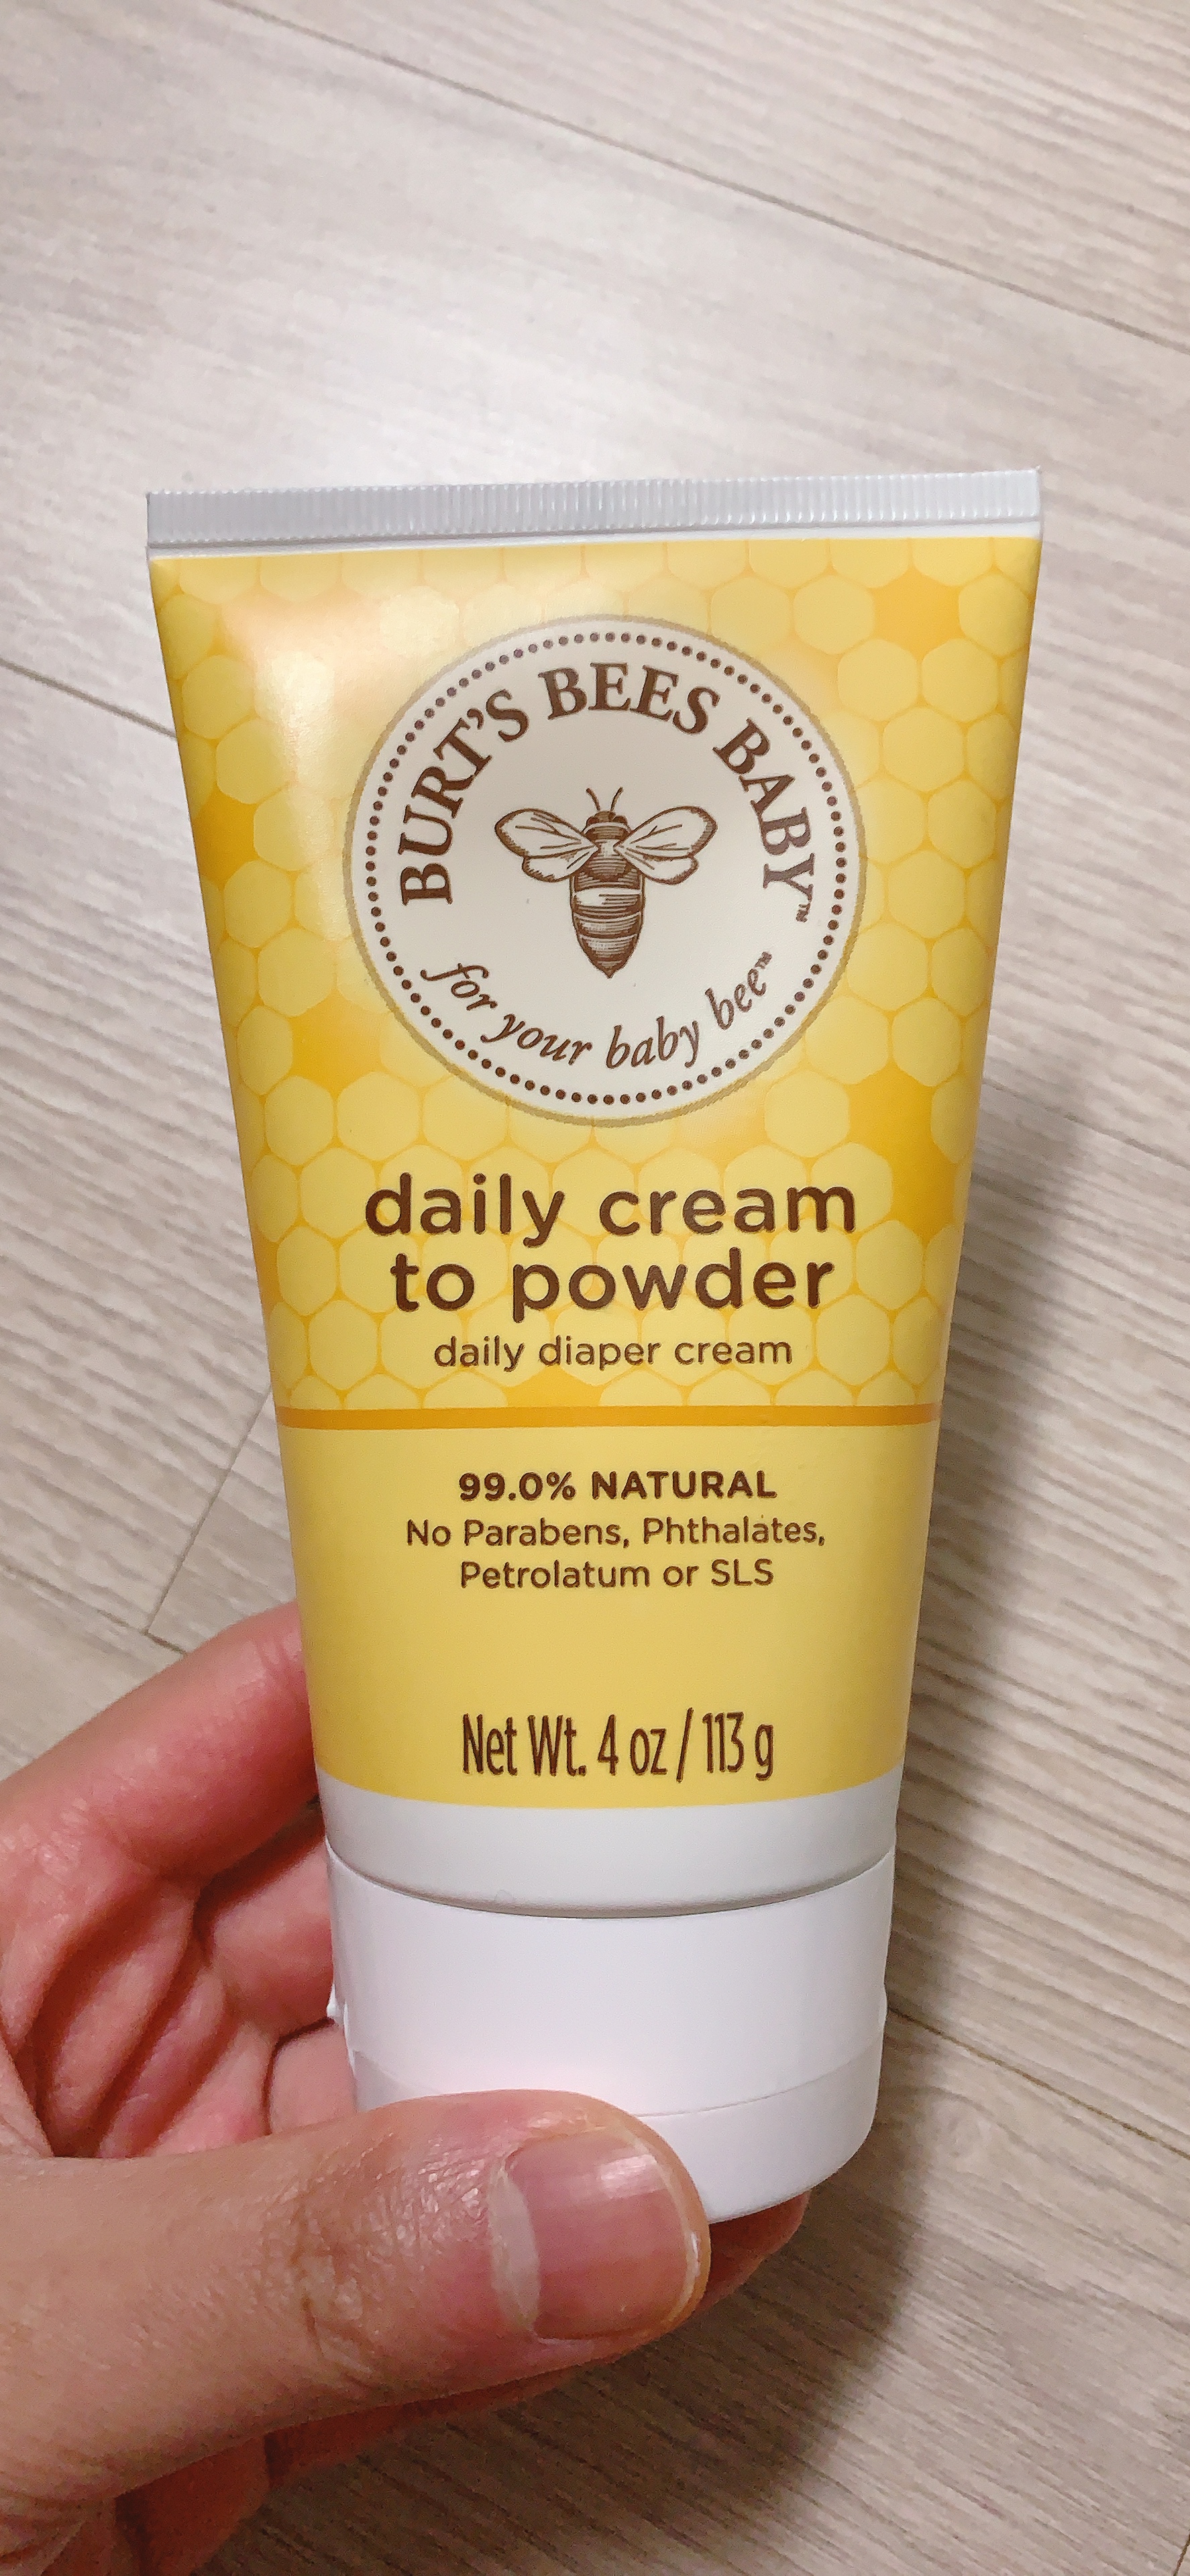 BURT'S BEES BABY™
for your baby bee™
daily cream
to powder
daily diaper cream
99.0% NATURAL
No Parabens, Phthalates,
Petrolatum or SLS
Net Wt. 4 oz / 113 g